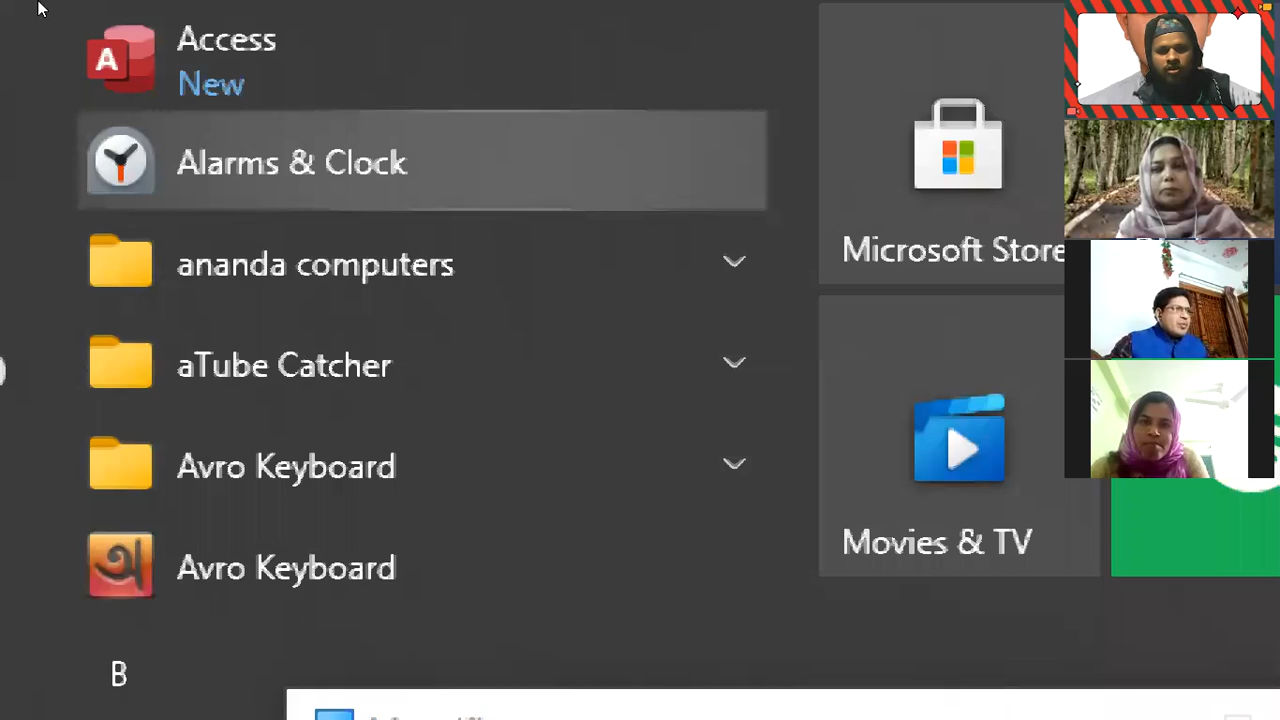 Access
New
Alarms & Clock
ananda computers
aTube Catcher
Avro Keyboard
অ
Avro Keyboard
B
Microsoft Store
Movies & TV